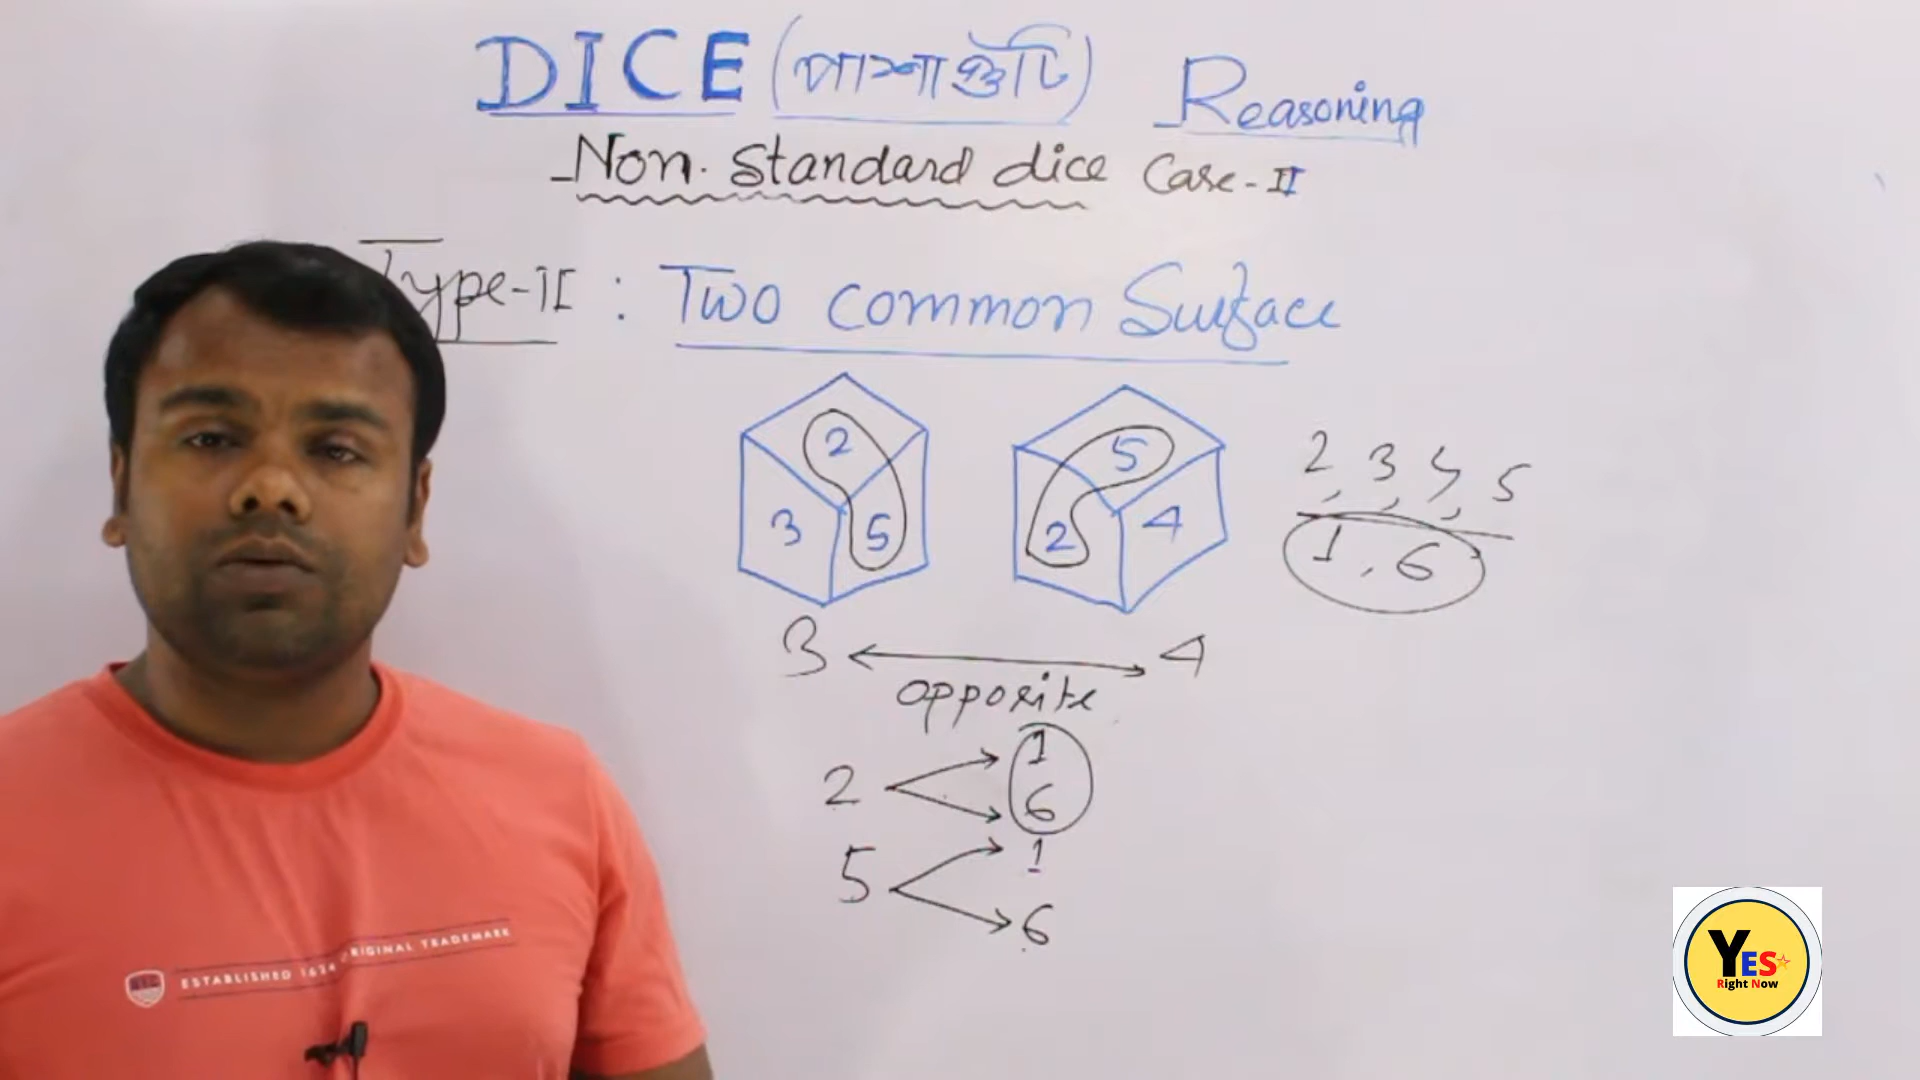 DICE (পাশা গুটি) Reasoning
Non. Standard dice Case-II
Type-II : Two common Surface
2
3
5
5
2
4
2, 3, 4, 5
1, 6
3 4
opposite
2
1
6
5
1
6
ORIGINAL TRADEMARK
ESTABLISHED
YES
Right Now